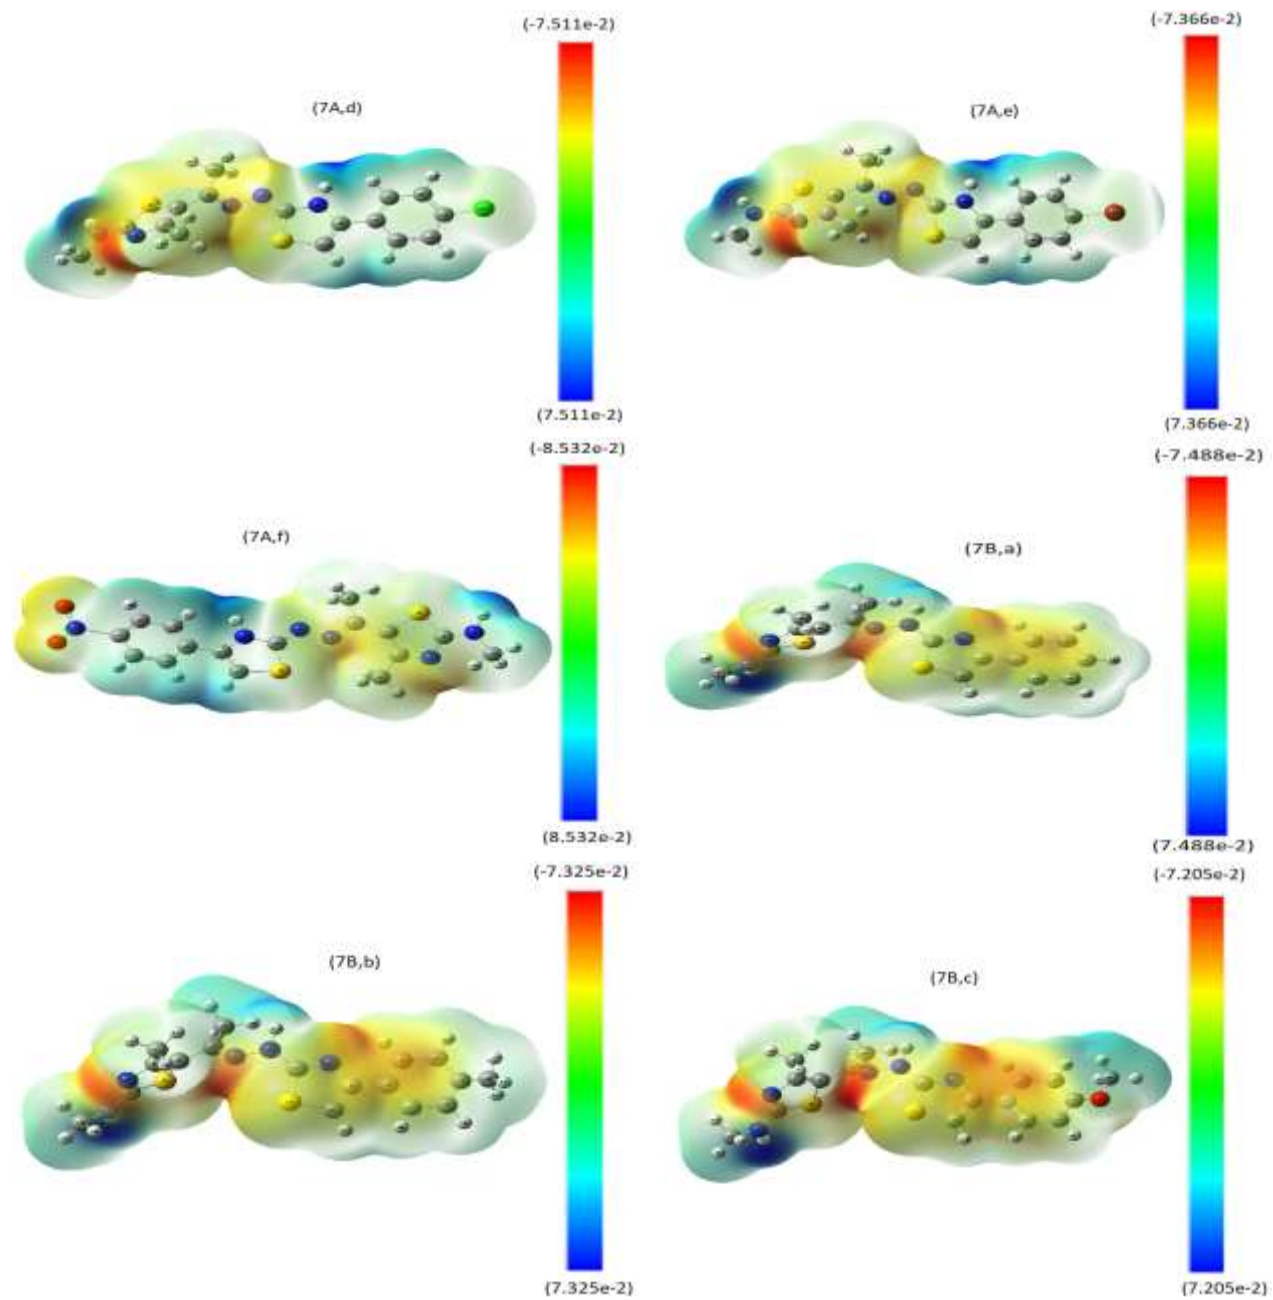 (-7.511e-2)
(7A,d)
(7.511e-2)
(-7.366e-2)
(7A,e)
(7.366e-2)
(-8.532e-2)
(7A,f)
(8.532e-2)
(-7.488e-2)
(7B,a)
(7.488e-2)
(-7.325e-2)
(7B,b)
(7.325e-2)
(-7.205e-2)
(7B,c)
(7.205e-2)